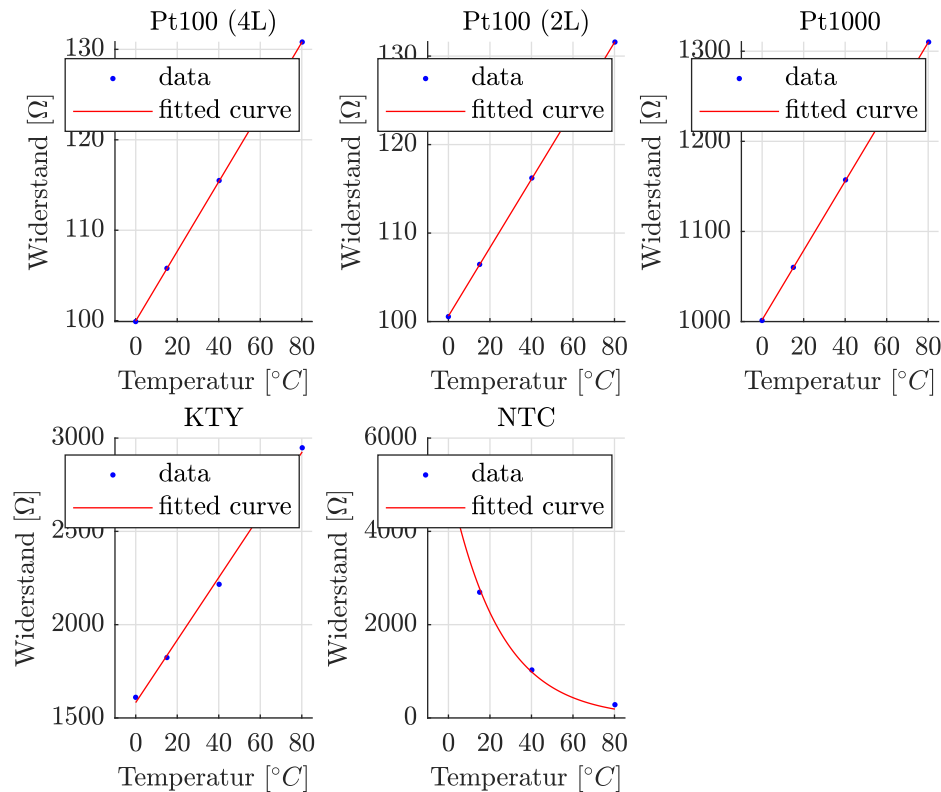 Pt100 (4L)
130
120
110
100
Widerstand [Ω]
data
fitted curve
0 20 40 60 80
Temperatur [°C]
Pt100 (2L)
130
120
110
100
Widerstand [Ω]
data
fitted curve
0 20 40 60 80
Temperatur [°C]
Pt1000
1300
1200
1100
1000
Widerstand [Ω]
data
fitted curve
0 20 40 60 80
Temperatur [°C]
KTY
3000
2500
2000
1500
Widerstand [Ω]
data
fitted curve
0 20 40 60 80
Temperatur [°C]
NTC
6000
4000
2000
0
Widerstand [Ω]
data
fitted curve
0 20 40 60 80
Temperatur [°C]